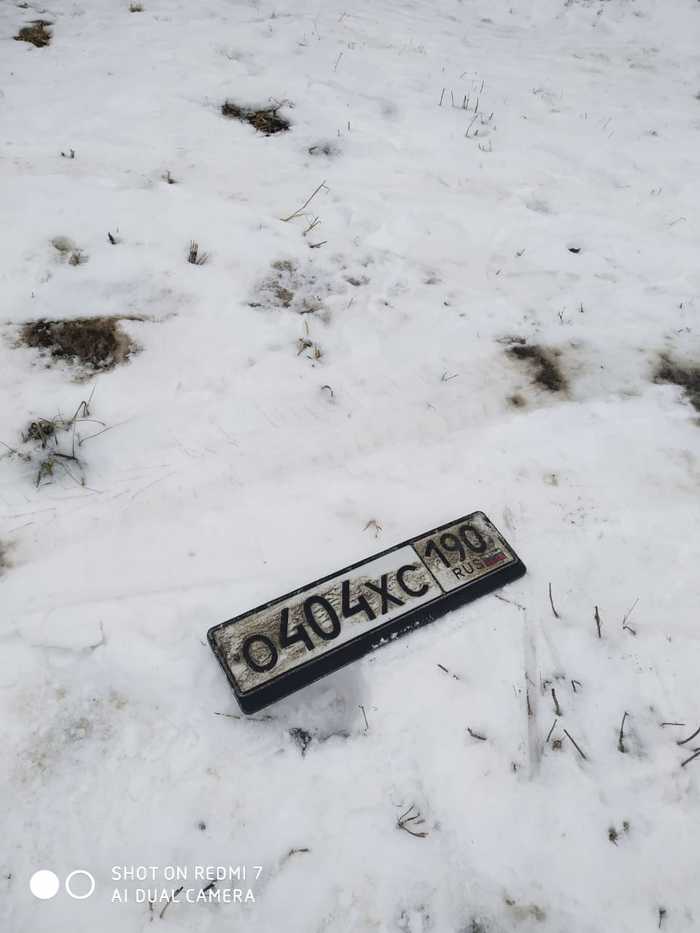 О404ХС 190
RUS
SHOT ON REDMI 7
AI DUAL CAMERA